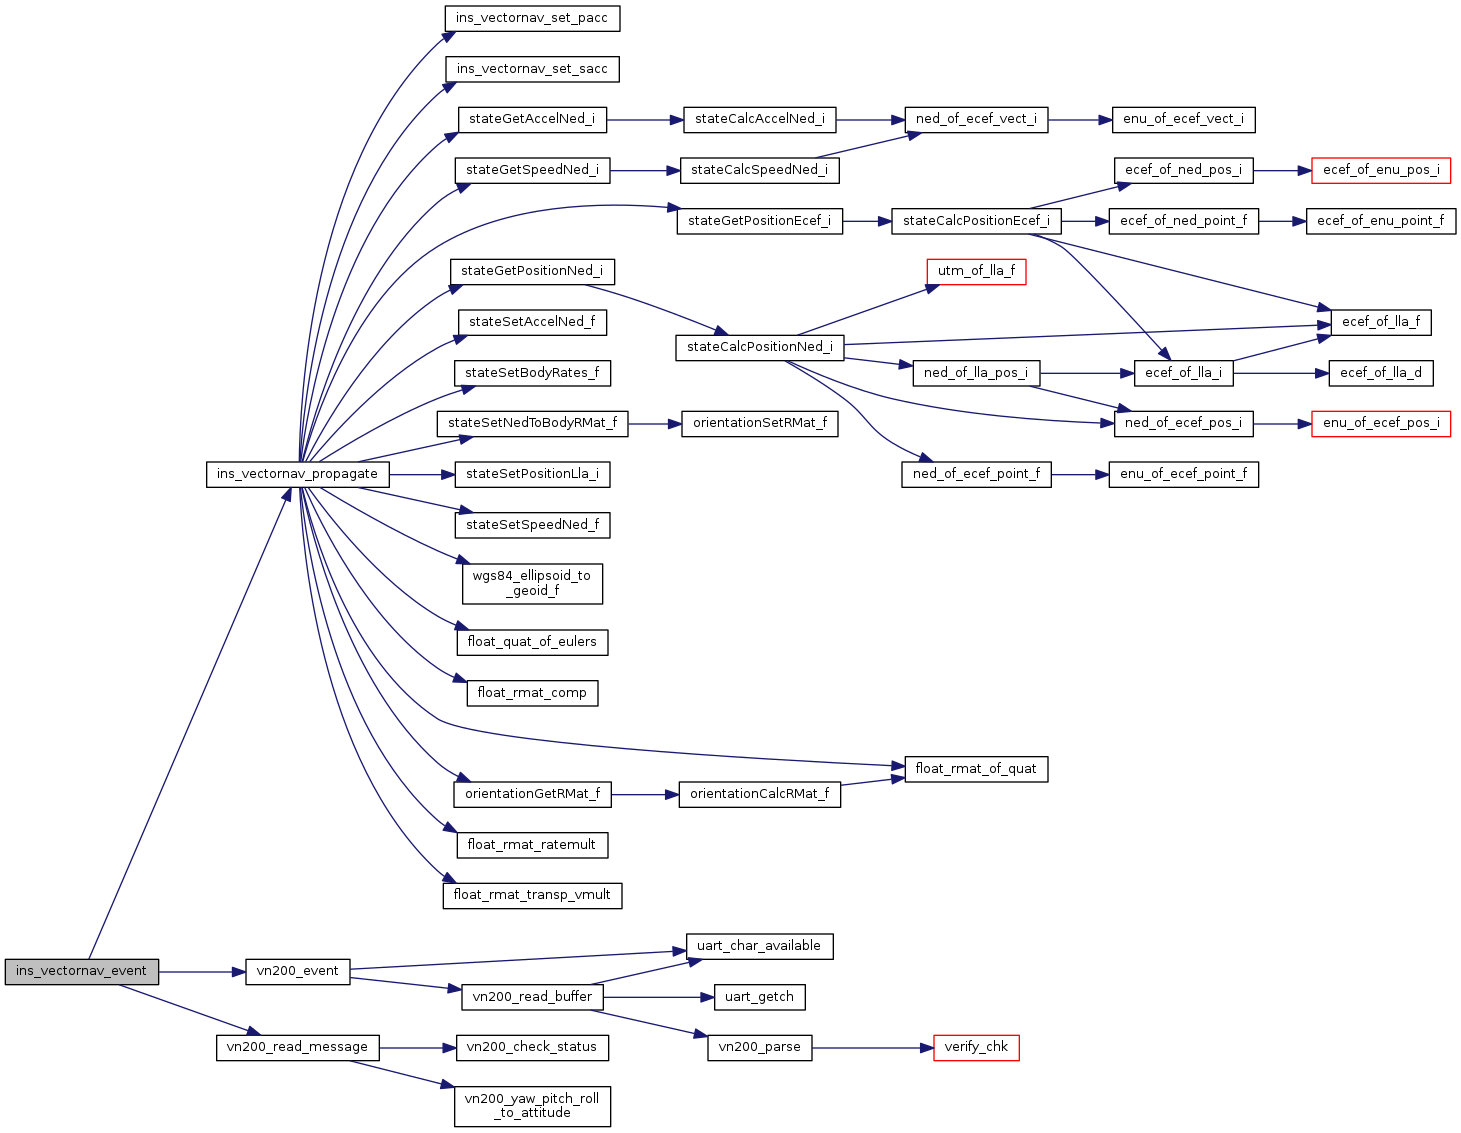 ins_vectornav_set_pacc
ins_vectornav_set_sacc
stateGetAccelNed_i
stateCalcAccelNed_i
ned_of_ecef_vect_i
enu_of_ecef_vect_i
stateGetSpeedNed_i
stateCalcSpeedNed_i
ecef_of_ned_pos_i
ecef_of_enu_pos_i
stateGetPositionEcef_i
stateCalcPositionEcef_i
ecef_of_ned_point_f
ecef_of_enu_point_f
stateGetPositionNed_i
utm_of_lla_f
stateSetAccelNed_f
ecef_of_lla_f
stateCalcPositionNed_i
stateSetBodyRates_f
ned_of_lla_pos_i
ecef_of_lla_i
ecef_of_lla_d
stateSetNedToBodyRMat_f
orientationSetRMat_f
ned_of_ecef_pos_i
enu_of_ecef_pos_i
ins_vectornav_propagate
stateSetPositionLla_i
ned_of_ecef_point_f
enu_of_ecef_point_f
stateSetSpeedNed_f
wgs84_ellipsoid_to
_geoid_f
float_quat_of_eulers
float_rmat_comp
float_rmat_of_quat
orientationGetRMat_f
orientationCalcRMat_f
float_rmat_ratemult
float_rmat_transp_vmult
uart_char_available
ins_vectornav_event
vn200_event
vn200_read_buffer
uart_getch
vn200_read_message
vn200_check_status
vn200_parse
verify_chk
vn200_yaw_pitch_roll
_to_attitude